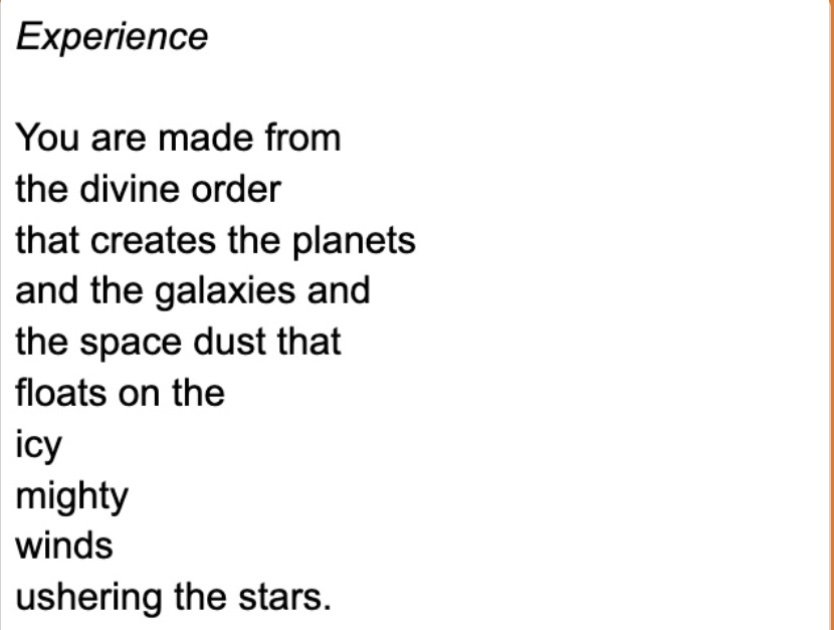 Experience
You are made from
the divine order
that creates the planets
and the galaxies and
the space dust that
floats on the
icy
mighty
winds
ushering the stars.